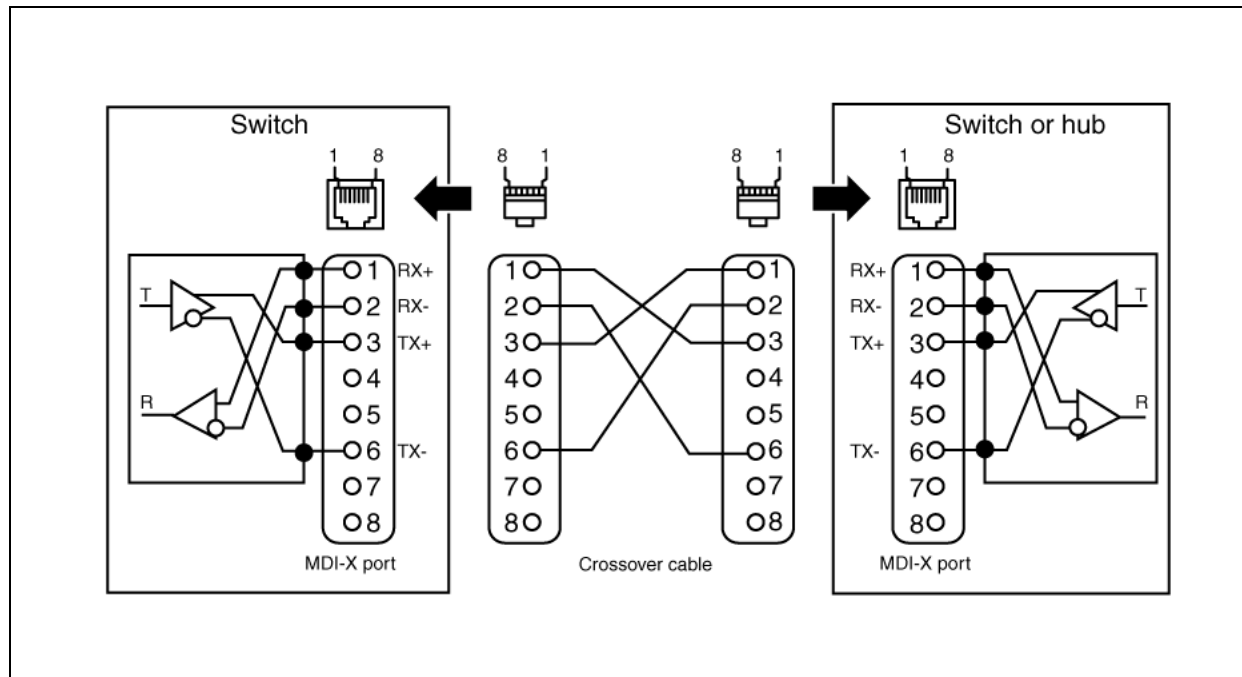 Switch
Switch or hub
1 8
8 1
8 1
1 8
T
R
1 RX+
2 RX-
3 TX+
4
5
6 TX-
7
8
MDI-X port
1
2
3
4
5
6
7
8
1
2
3
4
5
6
7
8
Crossover cable
RX+ 1
RX- 2
TX+ 3
4
5
TX- 6
7
8
MDI-X port
T
R